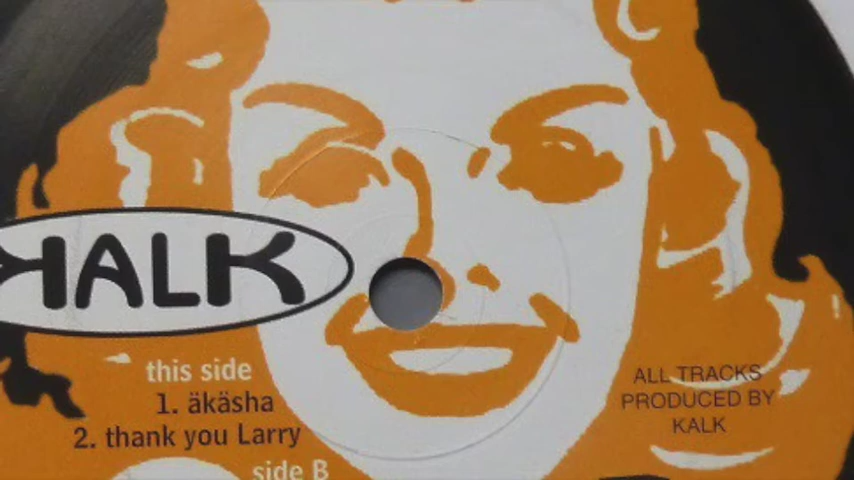 KALK
this side
1. äkäsha
2. thank you Larry
side B
ALL TRACKS
PRODUCED BY
KALK